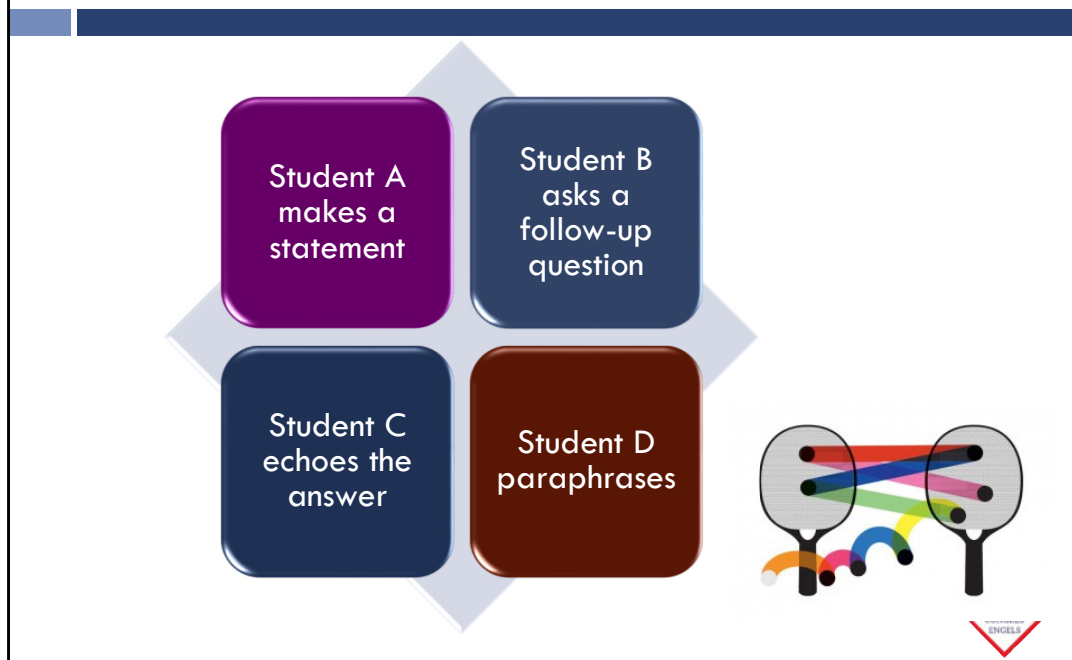 Student A
makes a
statement
Student B
asks a
follow-up
question
Student C
echoes the
answer
Student D
paraphrases
ENGELS